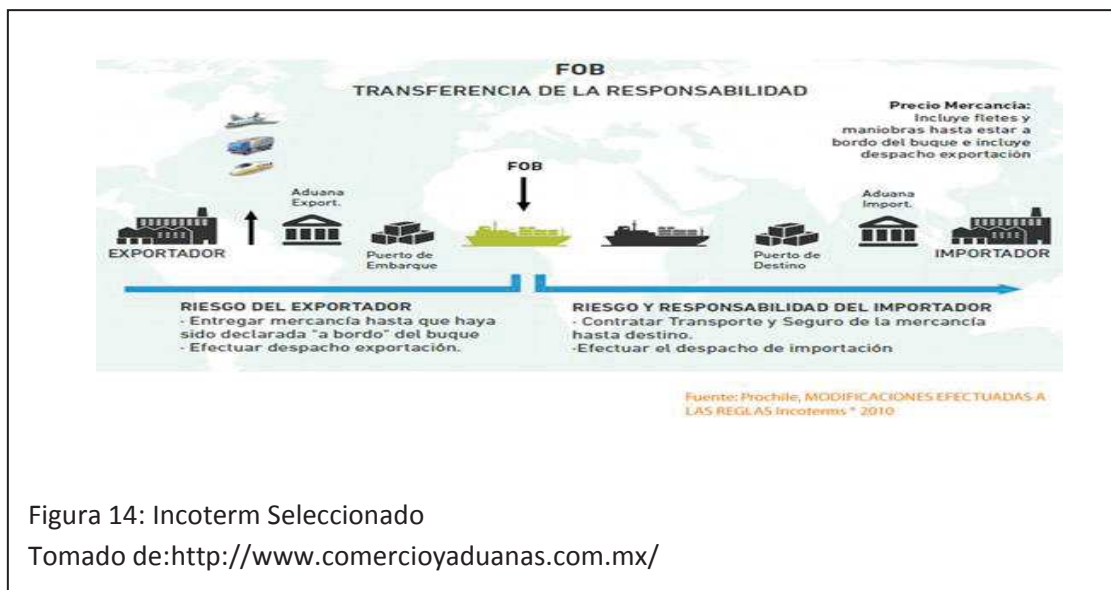 FOB
TRANSFERENCIA DE LA RESPONSABILIDAD
Precio Mercancia:
Incluye fletes y
maniobras hasta estar a
bordo del buque e incluye
despacho exportación
FOB
Aduana
Export.
Aduana
Import.
EXPORTADOR
Puerto de
Embarque
Puerto de
Destino
IMPORTADOR
RIESGO DEL EXPORTADOR
- Entregar mercancía hasta que haya
sido declarada "a bordo" del buque
- Efectuar despacho exportación.
RIESGO Y RESPONSABILIDAD DEL IMPORTADOR
- Contratar Transporte y Seguro de la mercancía
hasta destino.
-Efectuar el despacho de importación
Fuente: Prochile, MODIFICACIONES EFECTUADAS A
LAS REGLAS Incoterms ® 2010
Figura 14: Incoterm Seleccionado
Tomado de:http://www.comercioyaduanas.com.mx/